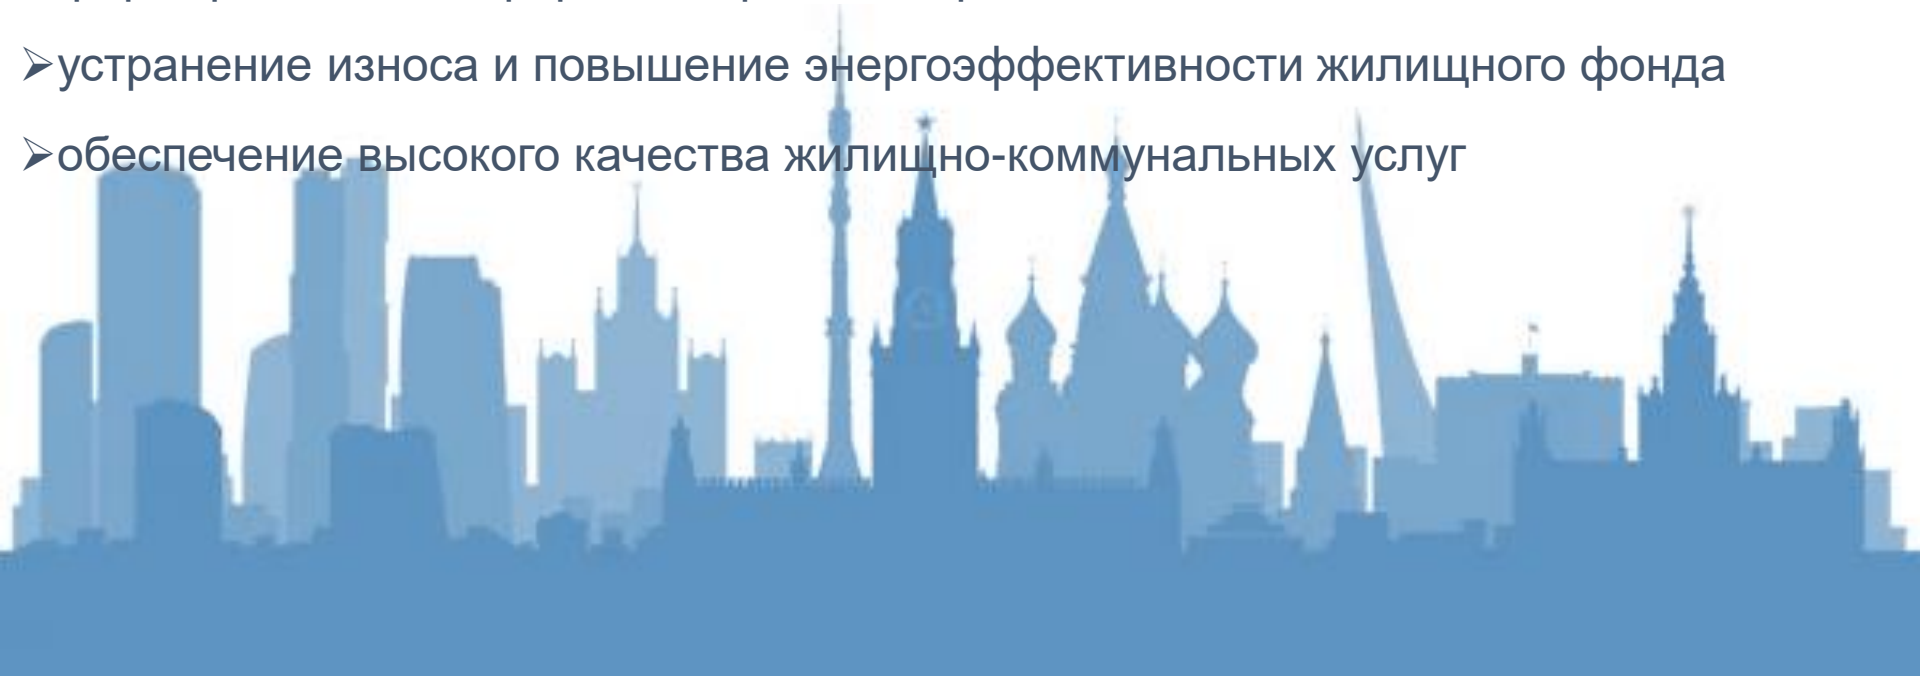 ➢устранение износа и повышение энергоэффективности жилищного фонда
➢обеспечение высокого качества жилищно-коммунальных услуг